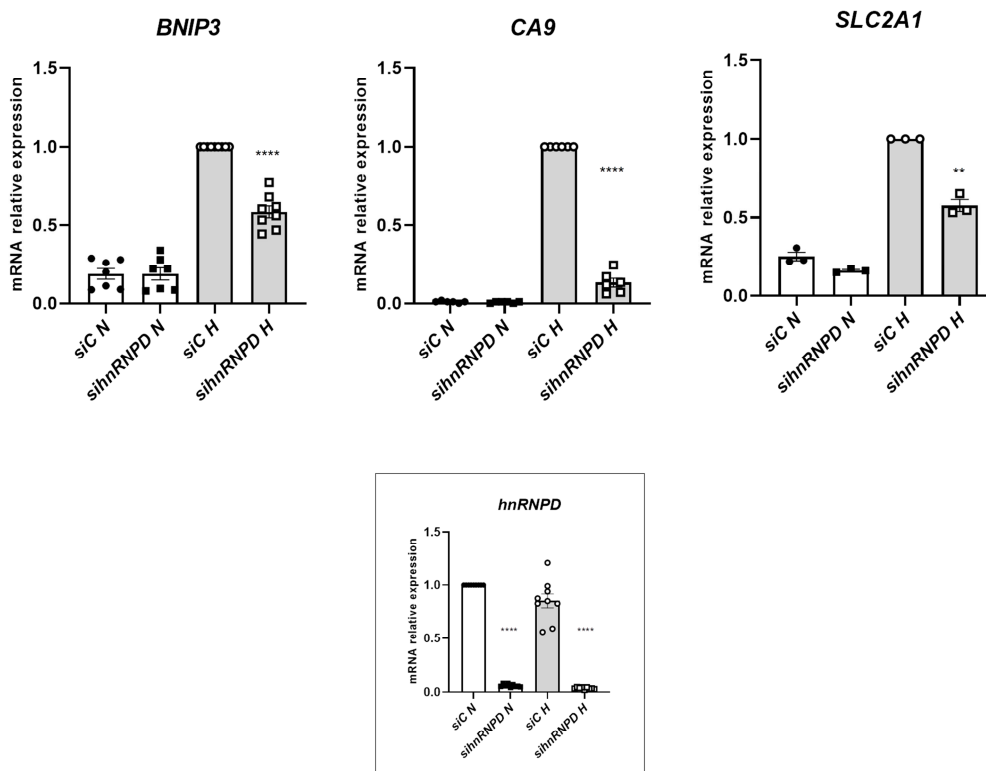 BNIP3
mRNA relative expression
1.5
1.0
0.5
0.0
****
siC N
sihnRNPD N
siC H
sihnRNPD H
CA9
mRNA relative expression
1.5
1.0
0.5
0.0
****
siC N
sihnRNPD N
siC H
sihnRNPD H
SLC2A1
mRNA relative expression
1.5
1.0
0.5
0.0
**
siC N
sihnRNPD N
siC H
sihnRNPD H
hnRNPD
mRNA relative expression
1.5
1.0
0.5
0.0
****
****
siC N
sihnRNPD N
siC H
sihnRNPD H